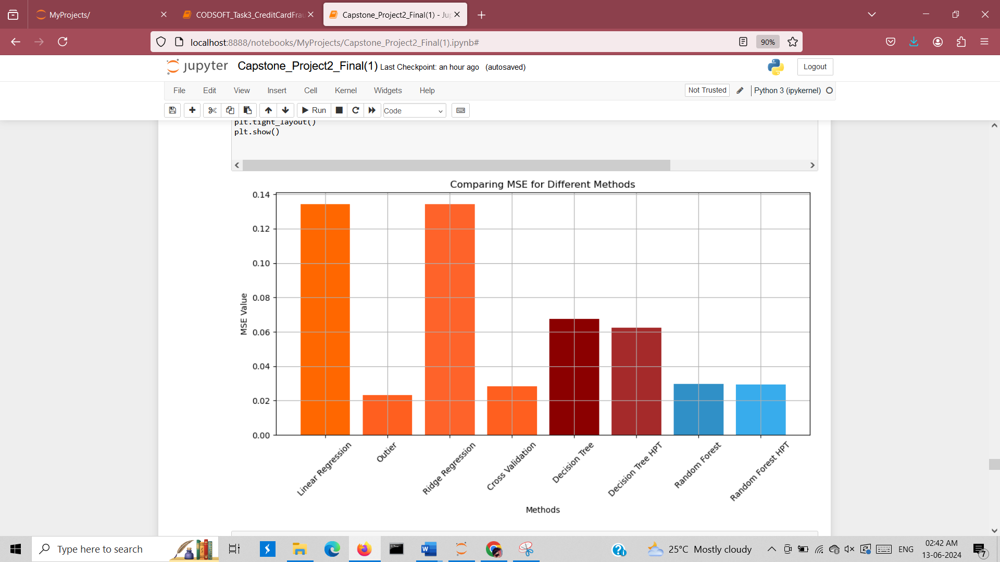 MyProjects/
CODSOFT_Task3_CreditCardFrau
Capstone_Project2_Final(1) - Jup
localhost:8888/notebooks/MyProjects/Capstone_Project2_Final(1).ipynb#
90%
jupyter Capstone_Project2_Final(1) Last Checkpoint: an hour ago (autosaved)
Logout
File Edit View Insert Cell Kernel Widgets Help
Not Trusted
Python 3 (ipykernel)
Run
Code
plt.tight_layout()
plt.show()
Comparing MSE for Different Methods
0.14
0.12
0.10
0.08
0.06
0.04
0.02
0.00
MSE Value
Linear Regression
Outier
Ridge Regression
Cross Validation
Decision Tree
Decision Tree HPT
Random Forest
Random Forest HPT
Methods
Type here to search
25°C Mostly cloudy
ENG
02:42 AM
13-06-2024
7